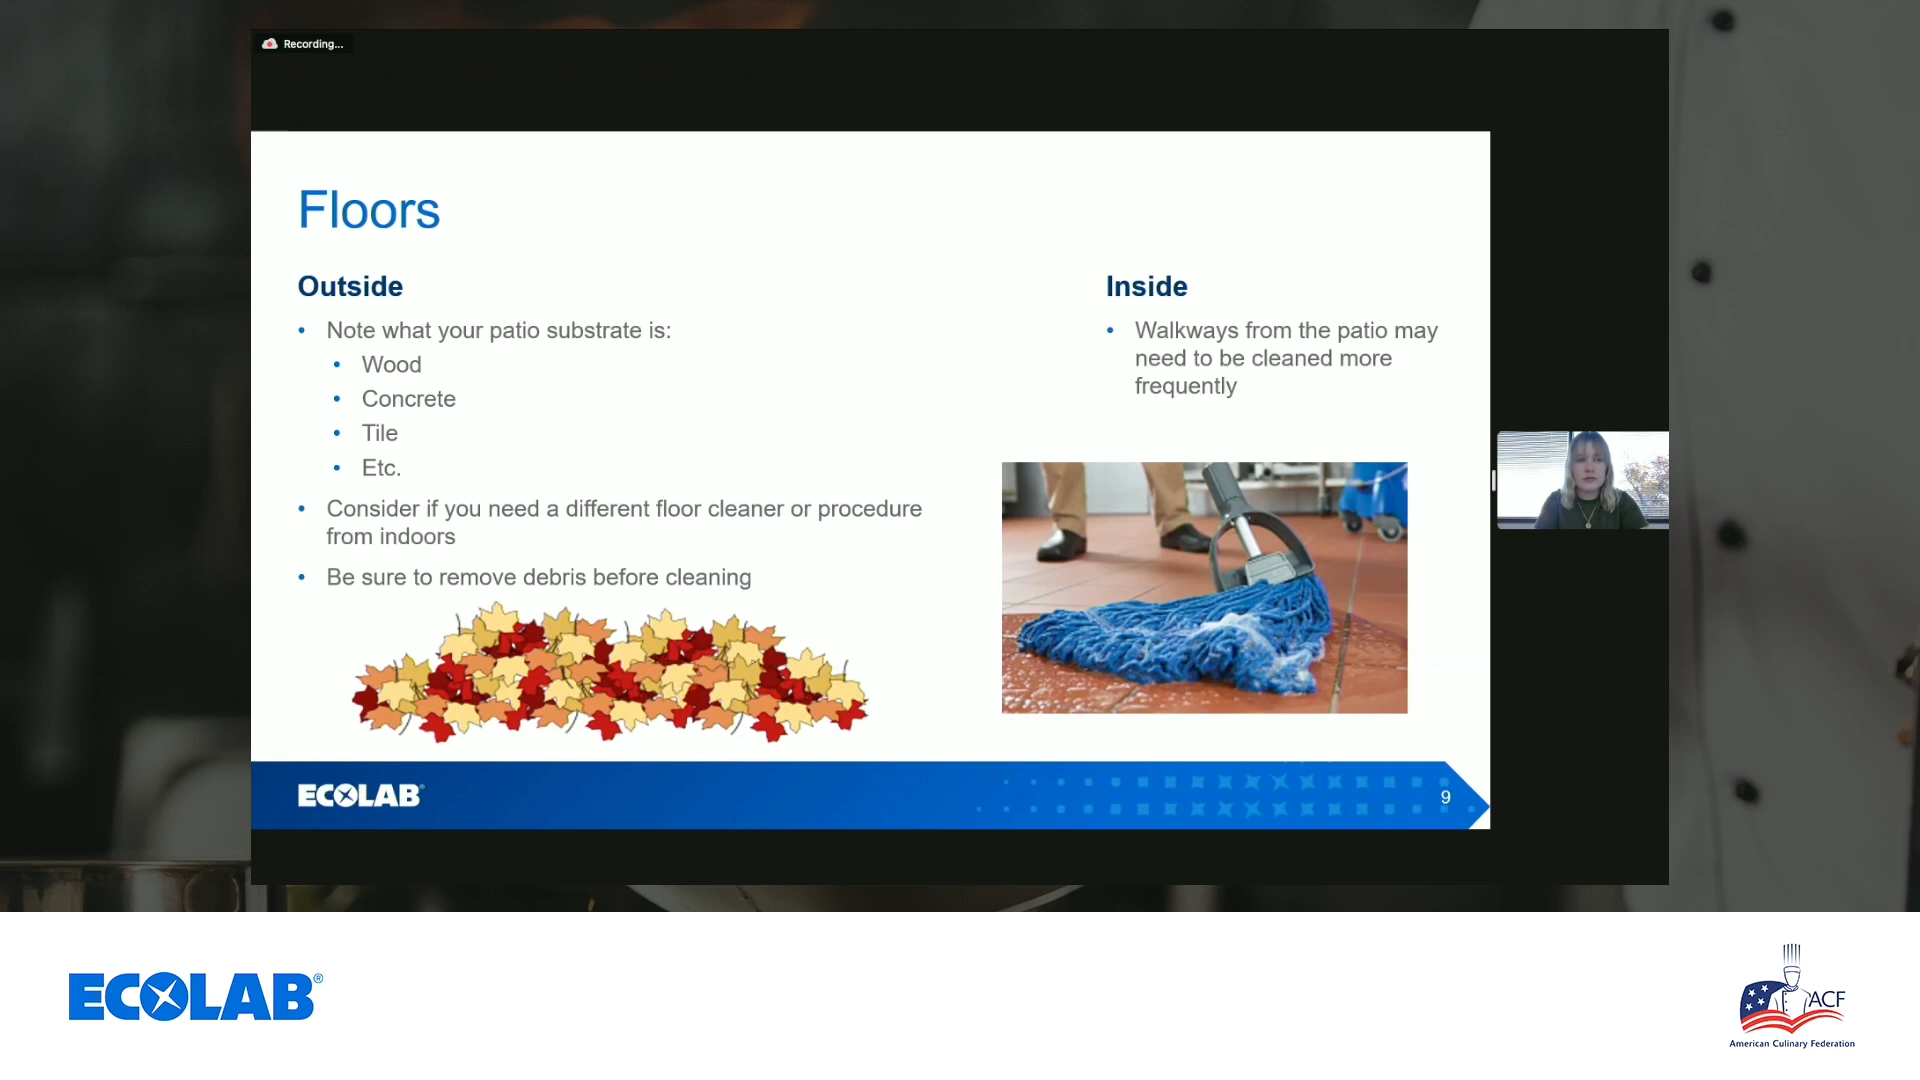 Recording...
Floors
Outside
• Note what your patio substrate is:
• Wood
• Concrete
• Tile
• Etc.
• Consider if you need a different floor cleaner or procedure
from indoors
• Be sure to remove debris before cleaning
Inside
• Walkways from the patio may
need to be cleaned more
frequently
ECOLAB®
9
ECOLAB®
ACF
American Culinary Federation